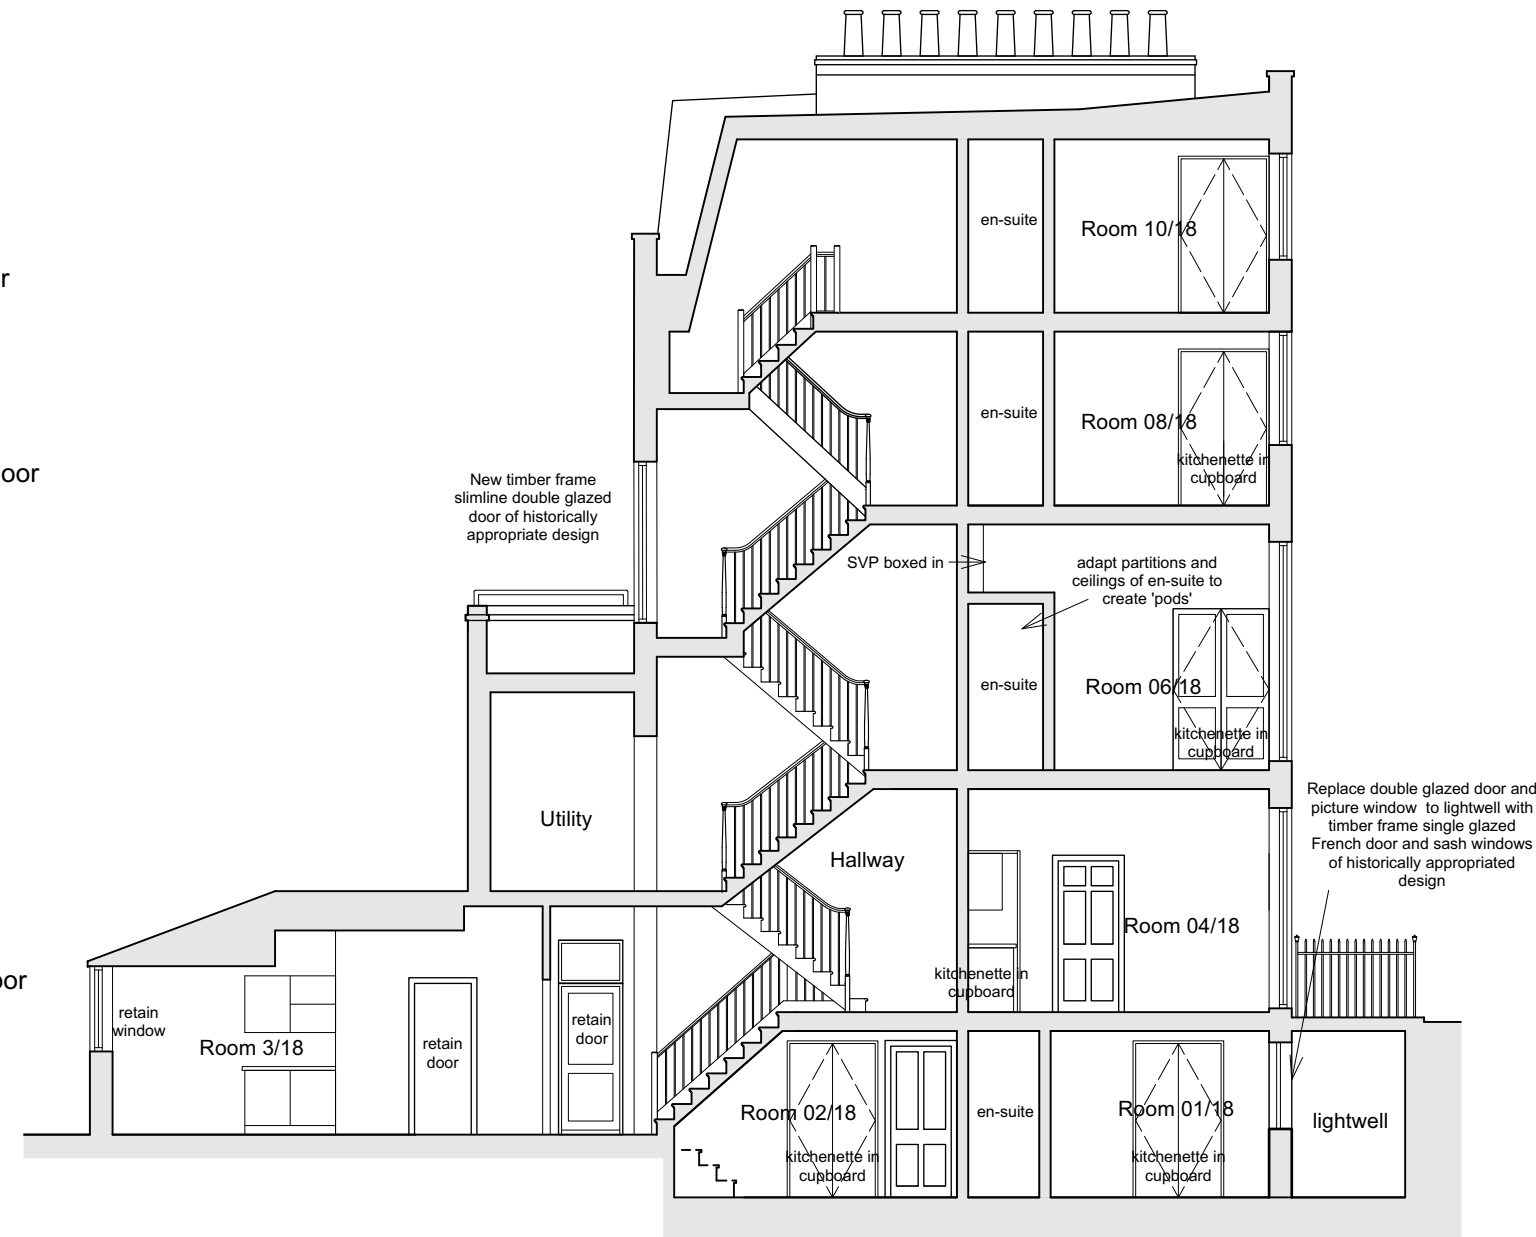 r
oor
oor
en-suite
Room 10/18
en-suite
Room 08/18
kitchenette in
cupboard
New timber frame
slimline double glazed
door of historically
appropriate design
SVP boxed in
adapt partitions and
ceilings of en-suite to
create 'pods'
en-suite
Room 06/18
kitchenette in
cupboard
Utility
Hallway
Replace double glazed door and
picture window to lightwell with
timber frame single glazed
French door and sash windows
of historically appropriated
design
Room 04/18
kitchenette in
cupboard
retain
window
Room 3/18
retain
door
retain
door
Room 02/18
kitchenette in
cupboard
en-suite
Room 01/18
kitchenette in
cupboard
lightwell